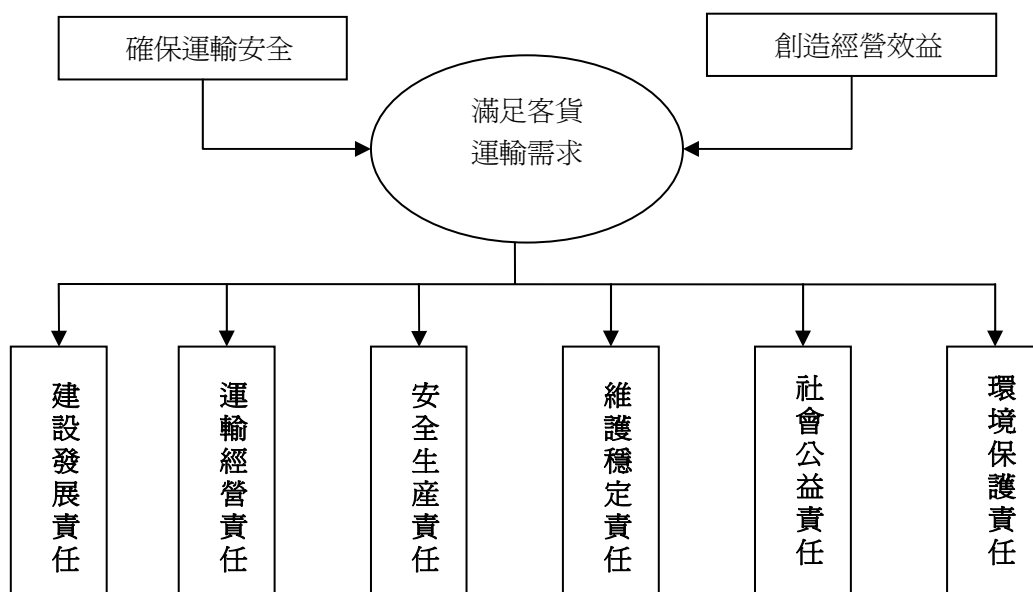 確保運輸安全
創造經營效益
滿足客貨
運輸需求
建設發展責任
運輸經營責任
安全生産責任
維護穩定責任
社會公益責任
環境保護責任